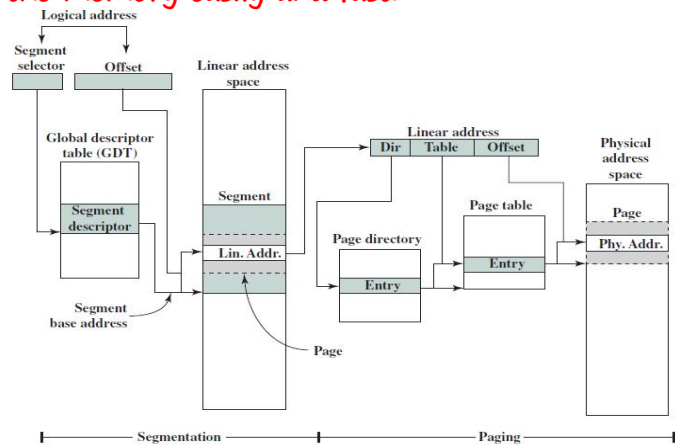 Logical address
Segment
selector
Offset
Linear address
space
Global descriptor
table (GDT)
Segment
descriptor
Segment
base address
Segment
Lin. Addr.
Page
Linear address
Dir Table Offset
Page directory
Entry
Page table
Entry
Physical
address
space
Page
Phy. Addr.
Segmentation
Paging